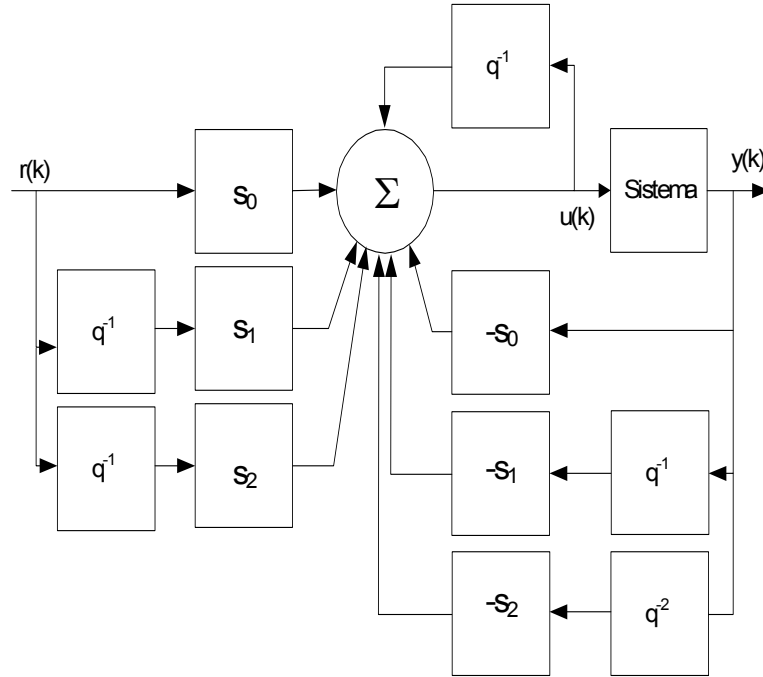 q⁻¹
r(k)
y(k)
s₀
Σ
Sistema
u(k)
q⁻¹
s₁
-s₀
q⁻¹
s₂
-s₁
q⁻¹
-s₂
q⁻²